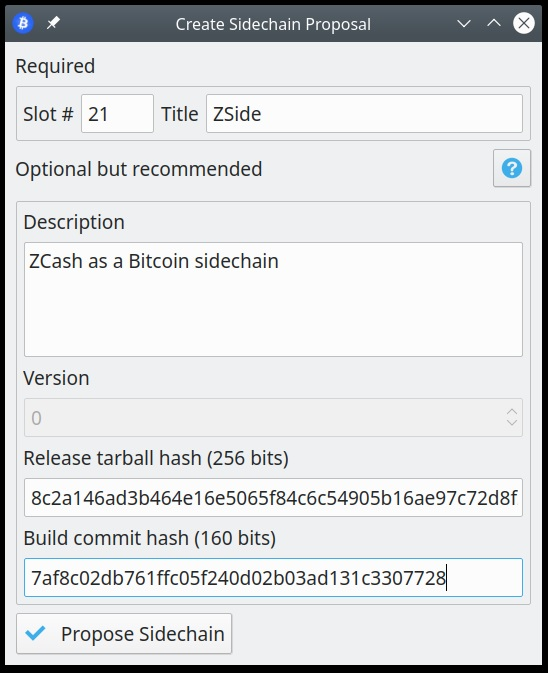 Create Sidechain Proposal
Required
Slot # 21 Title ZSide
Optional but recommended
Description
ZCash as a Bitcoin sidechain
Version
0
Release tarball hash (256 bits)
8c2a146ad3b464e16e5065f84c6c54905b16ae97c72d8f
Build commit hash (160 bits)
7af8c02db761ffc05f240d02b03ad131c3307728
Propose Sidechain